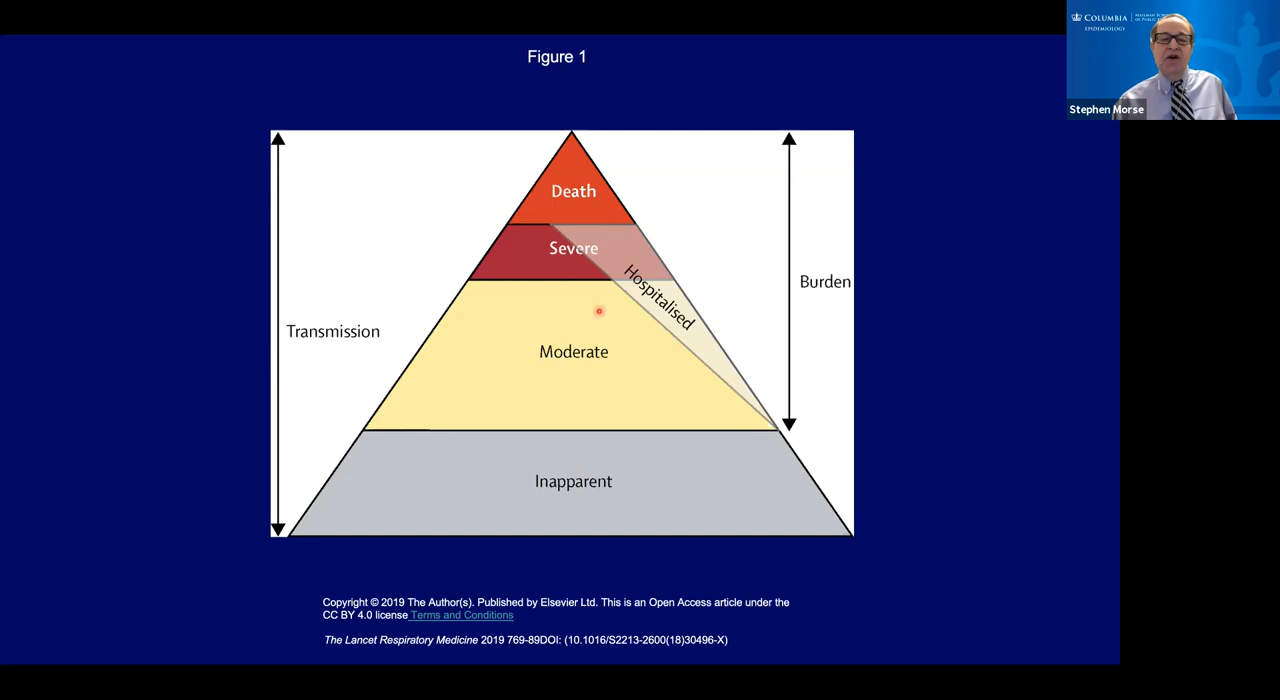 COLUMBIA
EPIDEMIOLOGY
Stephen Morse
Figure 1
Death
Severe
Hospitalised
Burden
Transmission
Moderate
Inapparent
Copyright © 2019 The Author(s). Published by Elsevier Ltd. This is an Open Access article under the
CC BY 4.0 license Terms and Conditions
The Lancet Respiratory Medicine 2019 769-89DOI: (10.1016/S2213-2600(18)30496-X)